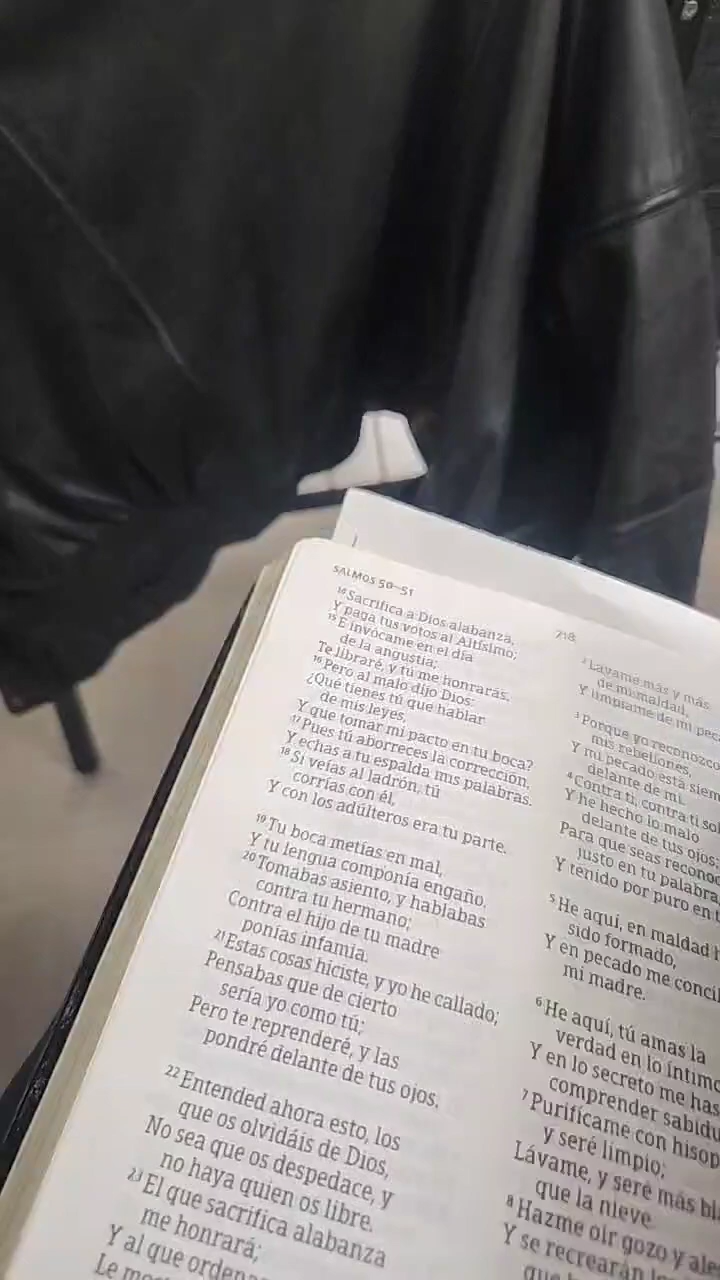 SALMOS 50–51
14 Sacrifica a Dios alabanza,
Y paga tus votos al Altísimo;
15 E invócame en el día
de la angustia;
Te libraré, y tú me honrarás.
16 Pero al malo dijo Dios:
¿Qué tienes tú que hablar
de mis leyes,
Y que tomar mi pacto en tu boca?
17 Pues tú aborreces la corrección,
Y echas a tu espalda mis palabras.
18 Si veías al ladrón, tú
corrías con él,
Y con los adúlteros era tu parte.
19 Tu boca metías en mal,
Y tu lengua componía engaño.
20 Tomabas asiento, y hablabas
contra tu hermano;
Contra el hijo de tu madre
ponías infamia.
21 Estas cosas hiciste, y yo he callado;
Pensabas que de cierto
sería yo como tú;
Pero te reprenderé, y las
pondré delante de tus ojos.
22 Entended ahora esto, los
que os olvidáis de Dios,
No sea que os despedace, y
no haya quien os libre.
23 El que sacrifica alabanza
me honrará;
Y al que ordena
Le
718
2 Lávame más y más
de mi maldad,
Y límpiame de mi
3 Porque yo reconozco
mis rebeliones,
Y mi pecado está
delante de mí.
4 Contra ti, contra ti
Y he hecho lo malo
delante de tus ojos;
Para que seas
justo en tu palabra,
Y tenido por puro en
5 He aquí, en maldad
sido formado,
Y en pecado me
mi madre.
6 He aquí, tú amas la
verdad en lo íntimo
Y en lo secreto me has
comprender
7 Purifícame con
y seré limpio;
Lávame, y seré más
que la nieve.
8 Hazme oír gozo y
Y se recrearán
que